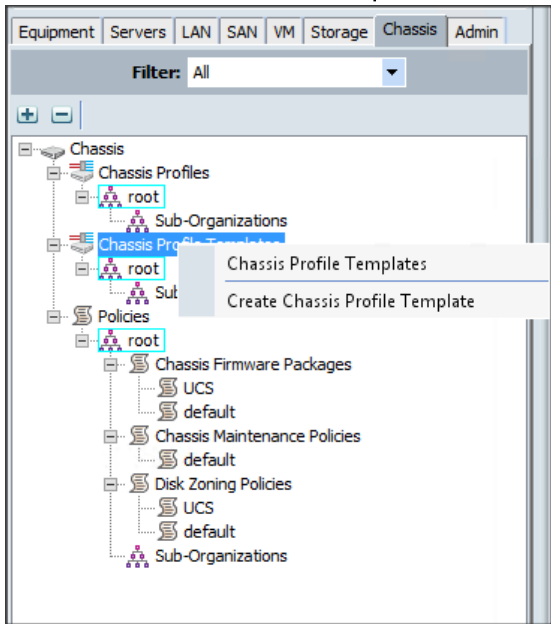 Equipment Servers LAN SAN VM Storage Chassis Admin
Filter: All
Chassis
Chassis Profiles
root
Sub-Organizations
Chassis Profile Templates
root
Chassis Profile Templates
Sub
Create Chassis Profile Template
Policies
root
Chassis Firmware Packages
UCS
default
Chassis Maintenance Policies
default
Disk Zoning Policies
UCS
default
Sub-Organizations